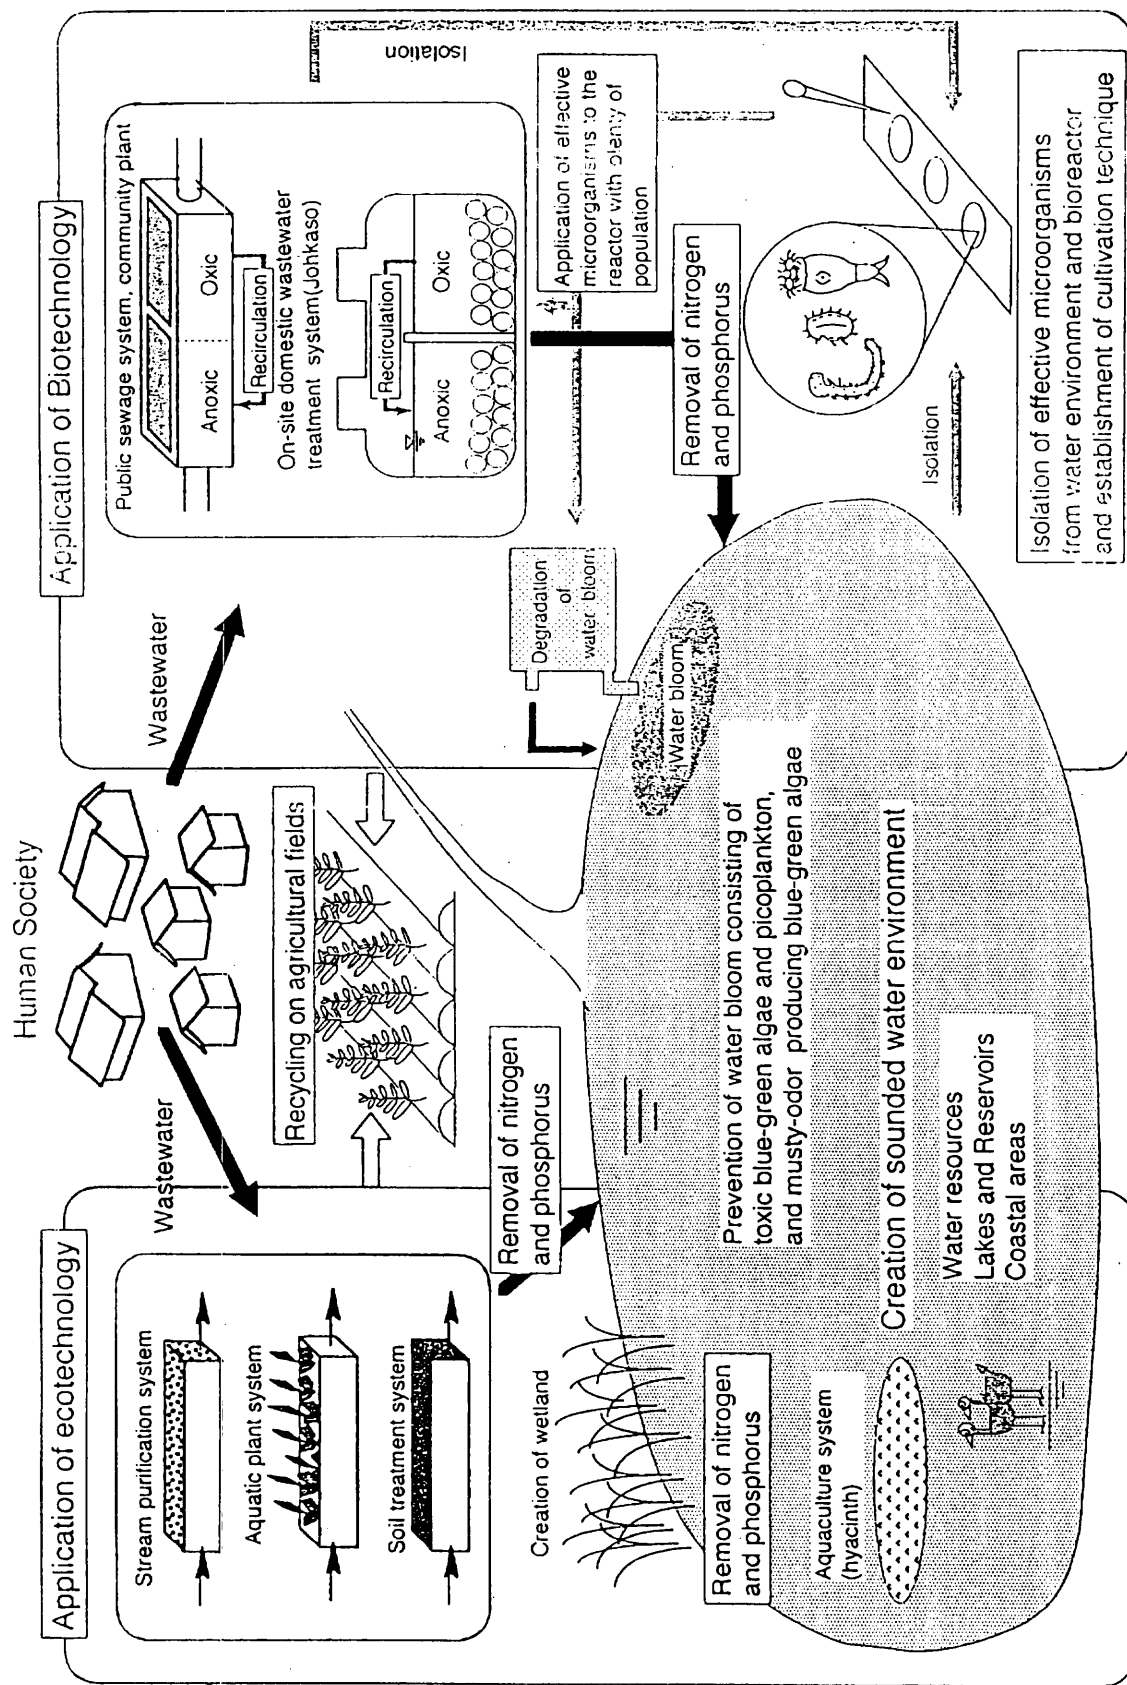 Human Society
Application of ecotechnology
Application of Biotechnology
Wastewater
Wastewater
Stream purification system
Aquatic plant system
Soil treatment system
Public sewage system, community plant
Anoxic
Oxic
Recirculation
On-site domestic wastewater
treatment system(Johkaso)
Recirculation
Anoxic
Oxic
Isolation
Recycling on agricultural fields
Removal of nitrogen
and phosphorus
Creation of wetland
Degradation
of
water bloom
Application of effective
microorganisms to the
reactor with plenty of
population
Removal of nitrogen
and phosphorus
Water bloom
Removal of nitrogen
and phosphorus
Prevention of water bloom consisting of
toxic blue-green algae and picoplankton,
and musty-odor producing blue-green algae
Aquaculture system
(hyacinth)
Creation of sounded water environment
Water resources
Lakes and Reservoirs
Coastal areas
Isolation
Isolation of effective microorganisms
from water environment and bioreactor
and establishment of cultivation technique